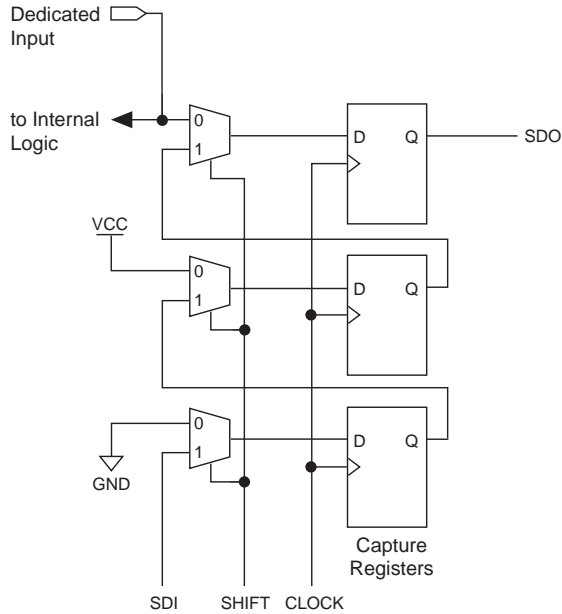 Dedicated
Input
to Internal
Logic
0
1
D Q
SDO
VCC
0
1
D Q
0
1
D Q
GND
Capture
Registers
SDI SHIFT CLOCK